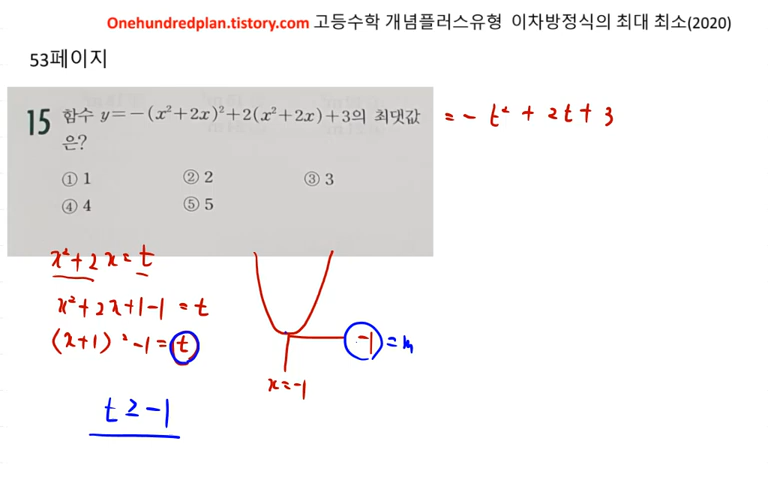 Onehundredplan.tistory.com 고등수학 개념플러스유형 이차방정식의 최대 최소(2020)
53페이지
15 함수 y=-(x²+2x)²+2(x²+2x)+3의 최댓값 = - t² + 2t + 3
은?
① 1 ② 2 ③ 3
④ 4 ⑤ 5
x²+2x=t
x²+2x+1-1=t
(x+1)²-1=t
-1=m
x=-1
t≥-1